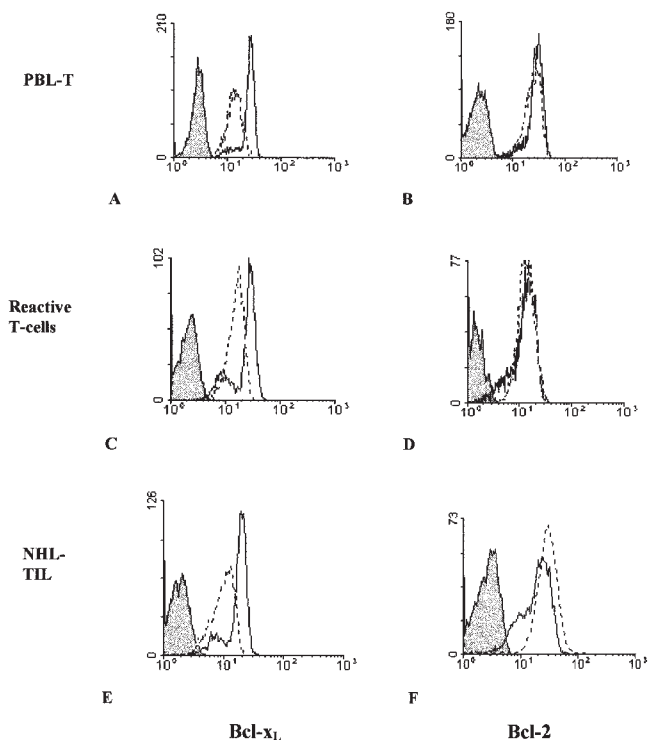 PBL-T
210
0
10⁰ 10¹ 10² 10³
A
180
0
10⁰ 10¹ 10² 10³
B
Reactive
T-cells
102
0
10⁰ 10¹ 10² 10³
C
77
0
10⁰ 10¹ 10² 10³
D
NHL-
TIL
126
0
10⁰ 10¹ 10² 10³
E
73
0
10⁰ 10¹ 10² 10³
F
Bcl-x_L
Bcl-2